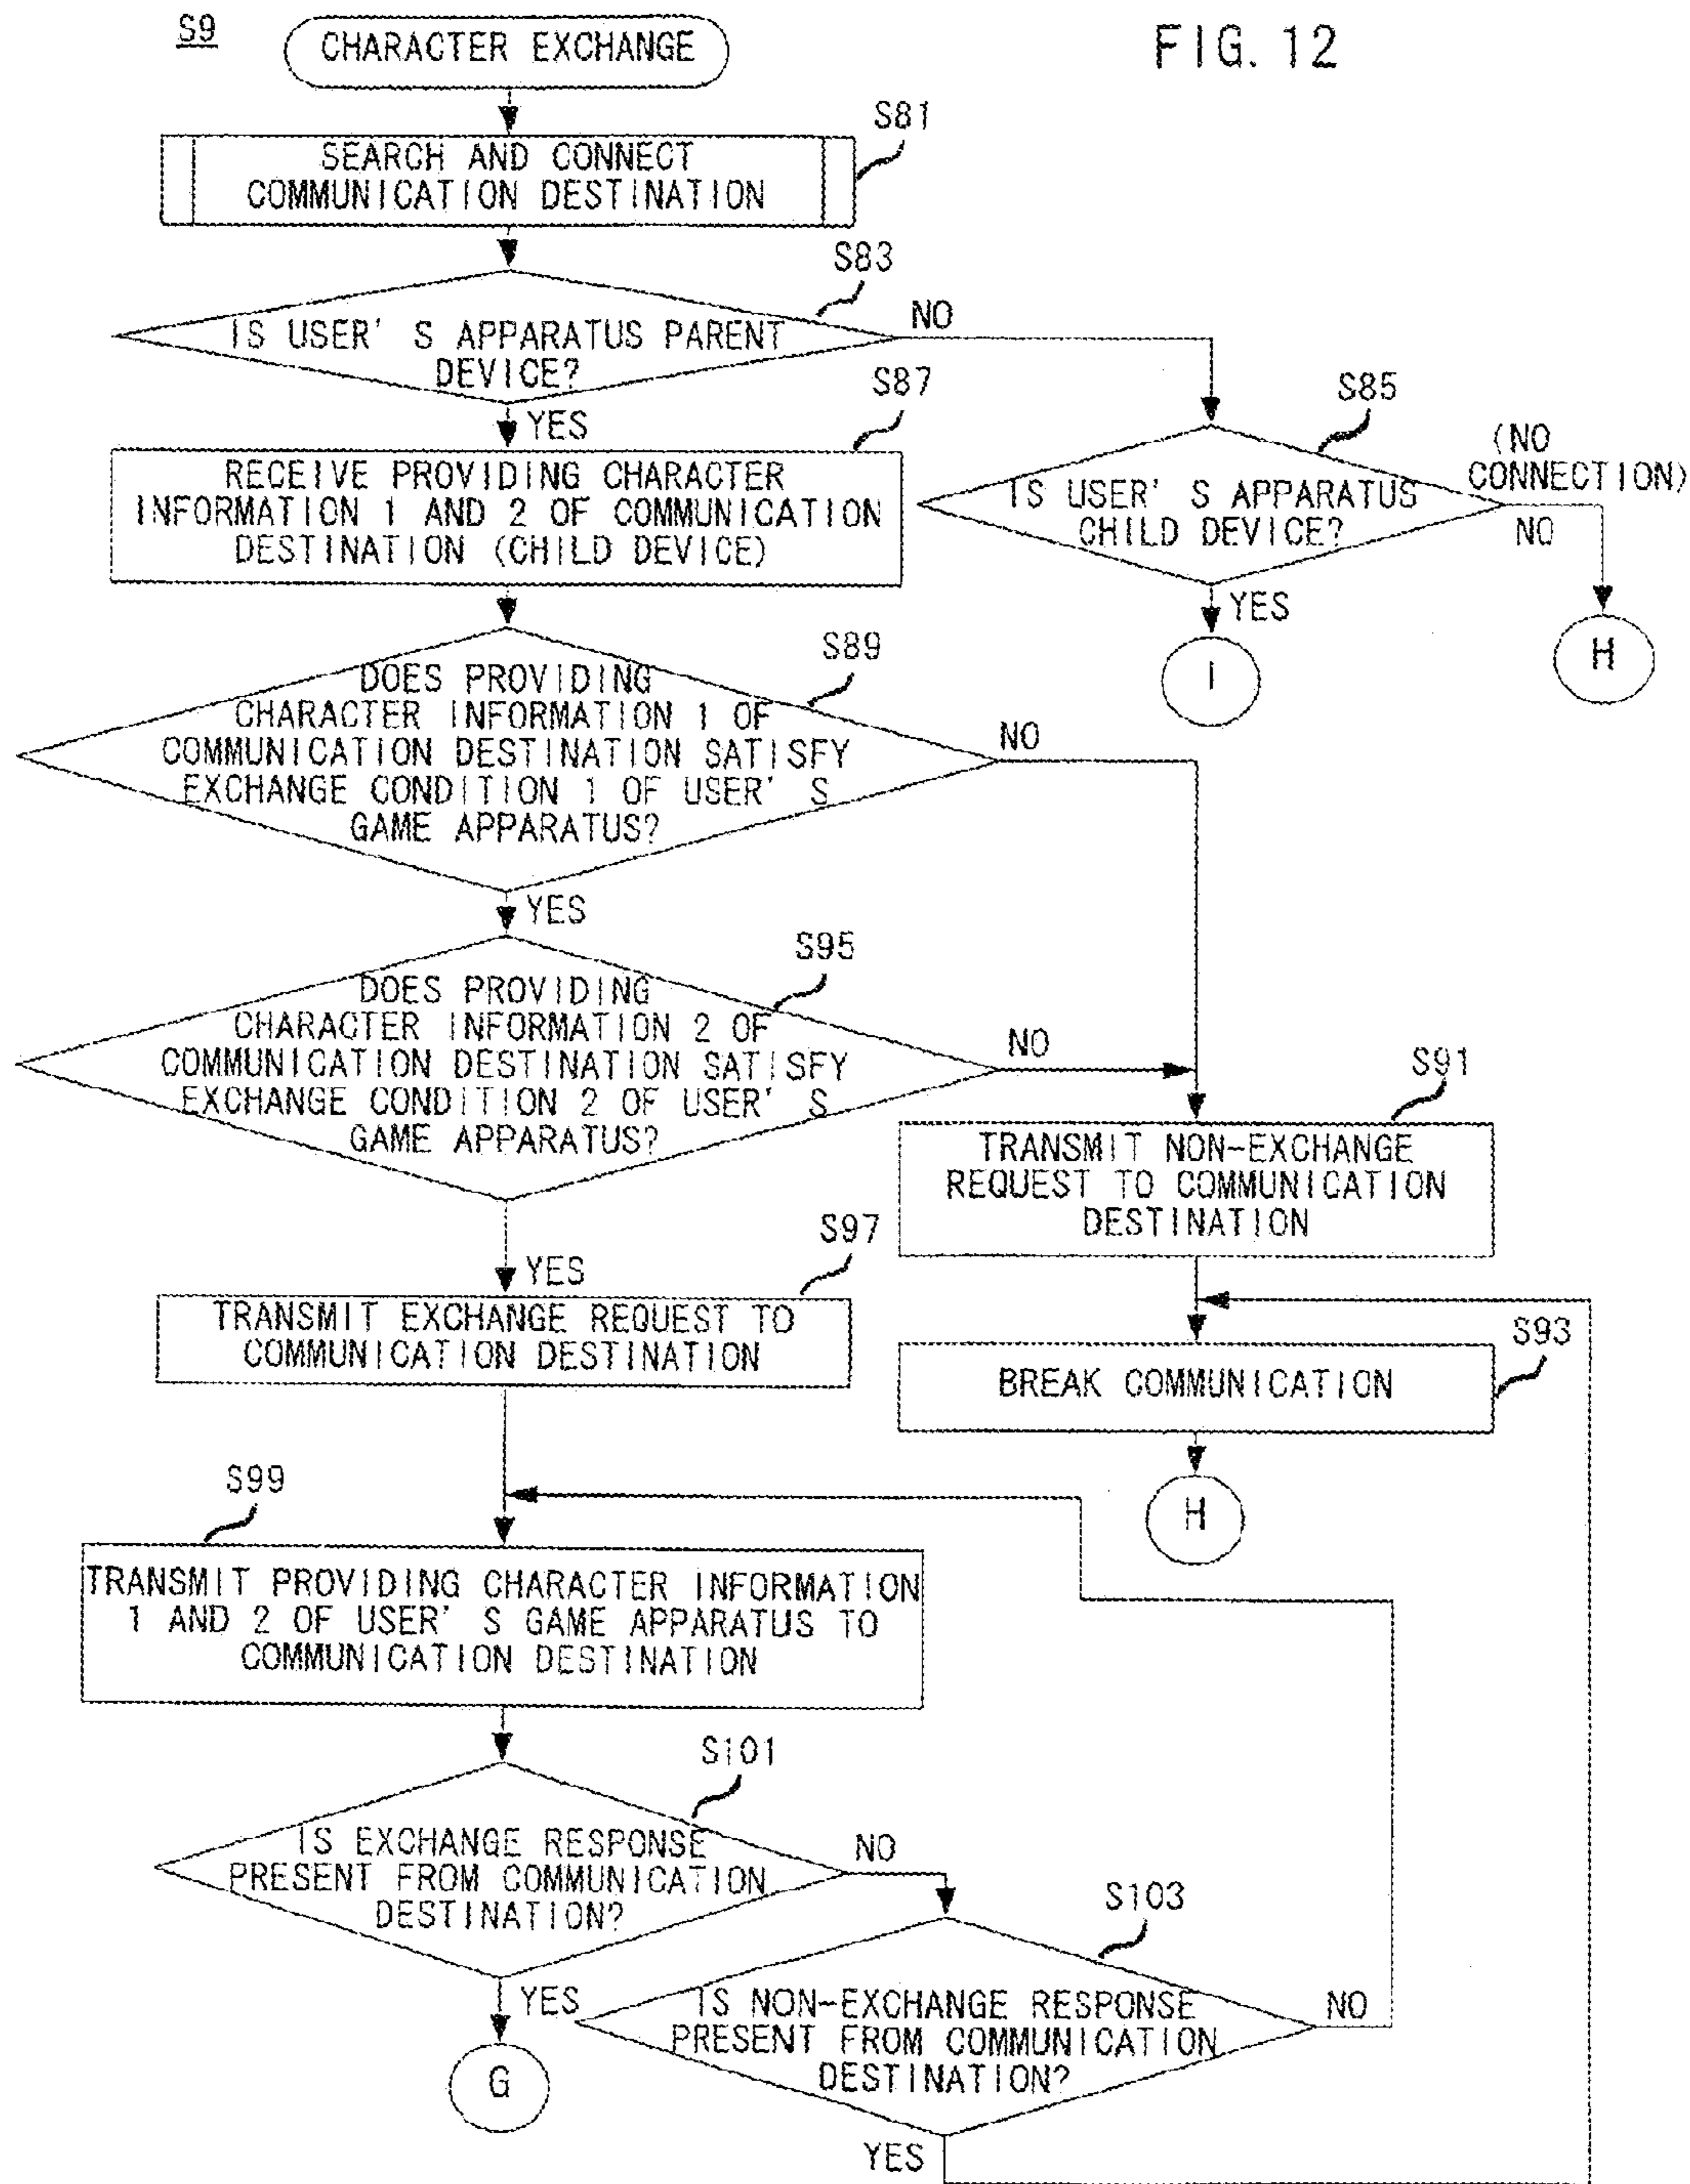 S9
CHARACTER EXCHANGE
FIG. 12
S81
SEARCH AND CONNECT
COMMUNICATION DESTINATION
S83
IS USER' S APPARATUS PARENT
DEVICE?
NO
YES
S85
IS USER' S APPARATUS
CHILD DEVICE?
(NO
CONNECTION)
NO
YES
I
H
S87
RECEIVE PROVIDING CHARACTER
INFORMATION 1 AND 2 OF COMMUNICATION
DESTINATION (CHILD DEVICE)
S89
DOES PROVIDING
CHARACTER INFORMATION 1 OF
COMMUNICATION DESTINATION SATISFY
EXCHANGE CONDITION 1 OF USER' S
GAME APPARATUS?
NO
YES
S95
DOES PROVIDING
CHARACTER INFORMATION 2 OF
COMMUNICATION DESTINATION SATISFY
EXCHANGE CONDITION 2 OF USER' S
GAME APPARATUS?
NO
YES
S91
TRANSMIT NON-EXCHANGE
REQUEST TO COMMUNICATION
DESTINATION
S97
TRANSMIT EXCHANGE REQUEST TO
COMMUNICATION DESTINATION
S93
BREAK COMMUNICATION
H
S99
TRANSMIT PROVIDING CHARACTER INFORMATION
1 AND 2 OF USER' S GAME APPARATUS TO
COMMUNICATION DESTINATION
S101
IS EXCHANGE RESPONSE
PRESENT FROM COMMUNICATION
DESTINATION?
NO
YES
G
S103
IS NON-EXCHANGE RESPONSE
PRESENT FROM COMMUNICATION
DESTINATION?
NO
YES